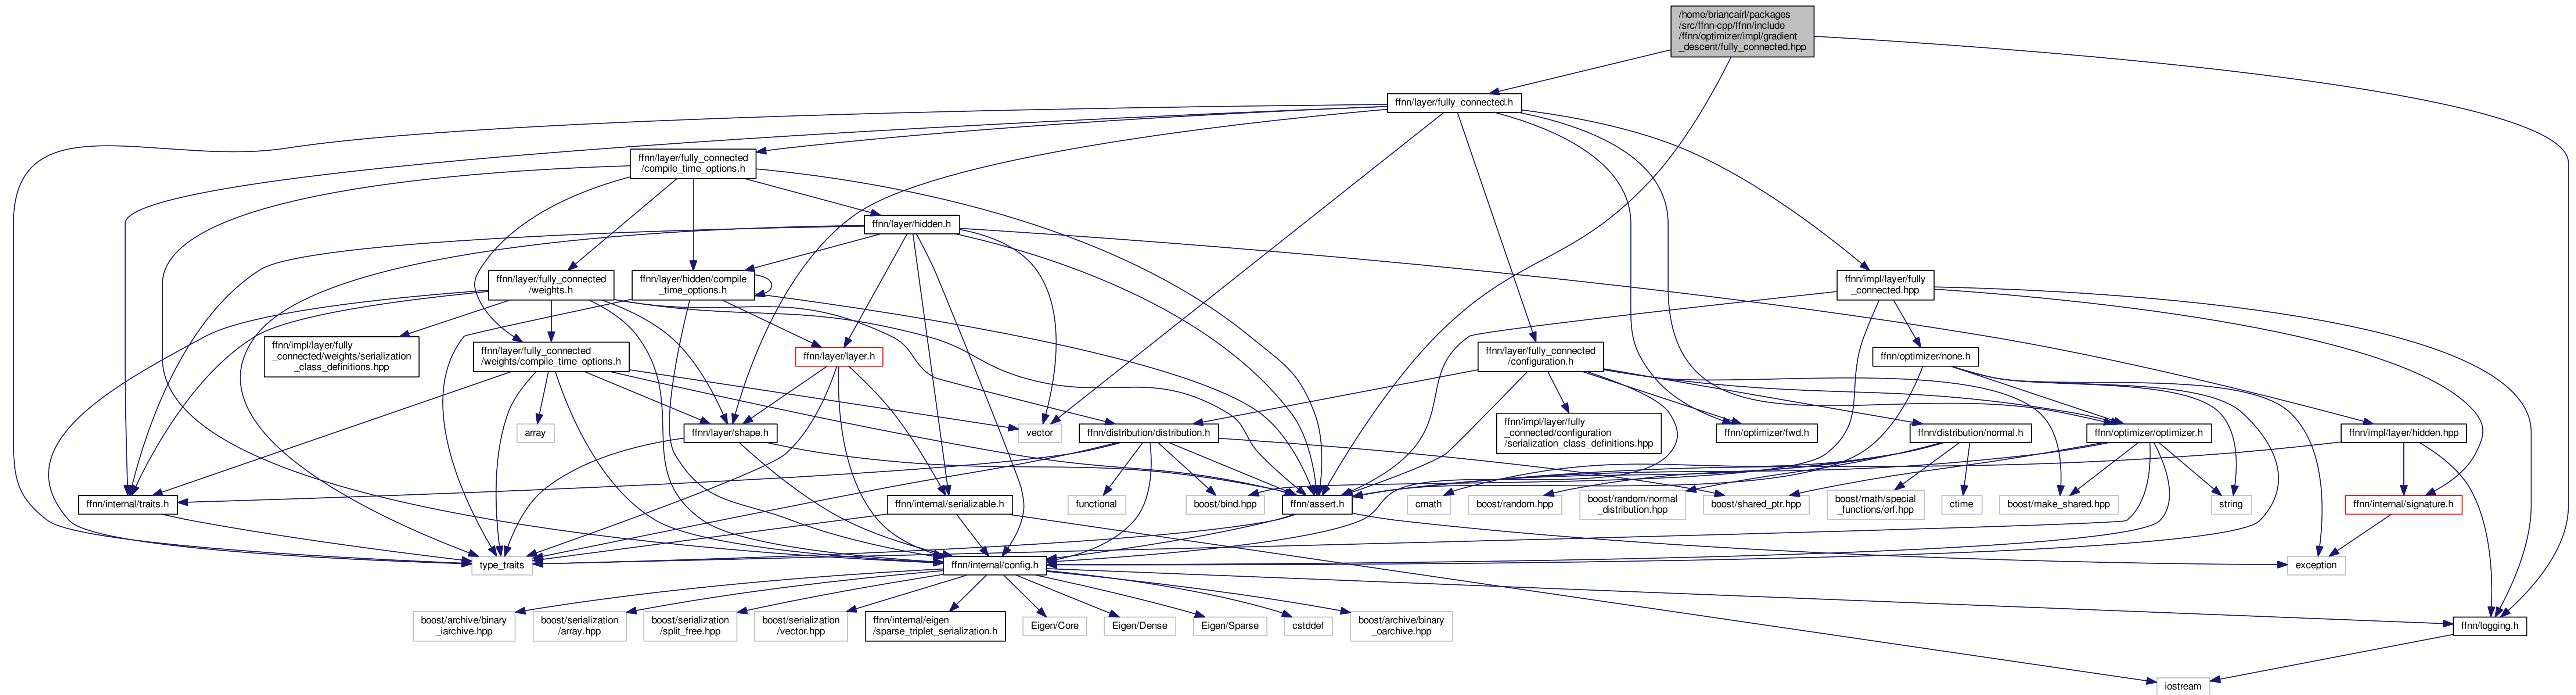 /home/briancairl/packages
/src/ffnn-cpp/ffnn/include
/ffnn/optimizer/impl/gradient
_descent/fully_connected.hpp
ffnn/layer/fully_connected.h
ffnn/layer/fully_connected
/compile_time_options.h
ffnn/layer/hidden.h
ffnn/layer/fully_connected
/weights.h
ffnn/layer/hidden/compile
_time_options.h
ffnn/impl/layer/fully
_connected.hpp
ffnn/impl/layer/fully
_connected/weights/serialization
_class_definitions.hpp
ffnn/layer/fully_connected
/weights/compile_time_options.h
ffnn/layer/layer.h
ffnn/layer/fully_connected
/configuration.h
ffnn/optimizer/none.h
array
ffnn/layer/shape.h
vector
ffnn/distribution/distribution.h
ffnn/impl/layer/fully
_connected/configuration
/serialization_class_definitions.hpp
ffnn/optimizer/fwd.h
ffnn/distribution/normal.h
ffnn/optimizer/optimizer.h
ffnn/impl/layer/hidden.hpp
ffnn/internal/traits.h
ffnn/internal/serializable.h
functional
boost/bind.hpp
ffnn/assert.h
cmath
boost/random.hpp
boost/random/normal
_distribution.hpp
boost/shared_ptr.hpp
boost/math/special
_functions/erf.hpp
ctime
boost/make_shared.hpp
string
ffnn/internal/signature.h
type_traits
ffnn/internal/config.h
exception
boost/archive/binary
_iarchive.hpp
boost/serialization
/array.hpp
boost/serialization
/split_free.hpp
boost/serialization
/vector.hpp
ffnn/internal/eigen
/sparse_triplet_serialization.h
Eigen/Core
Eigen/Dense
Eigen/Sparse
cstddef
boost/archive/binary
_oarchive.hpp
ffnn/logging.h
iostream